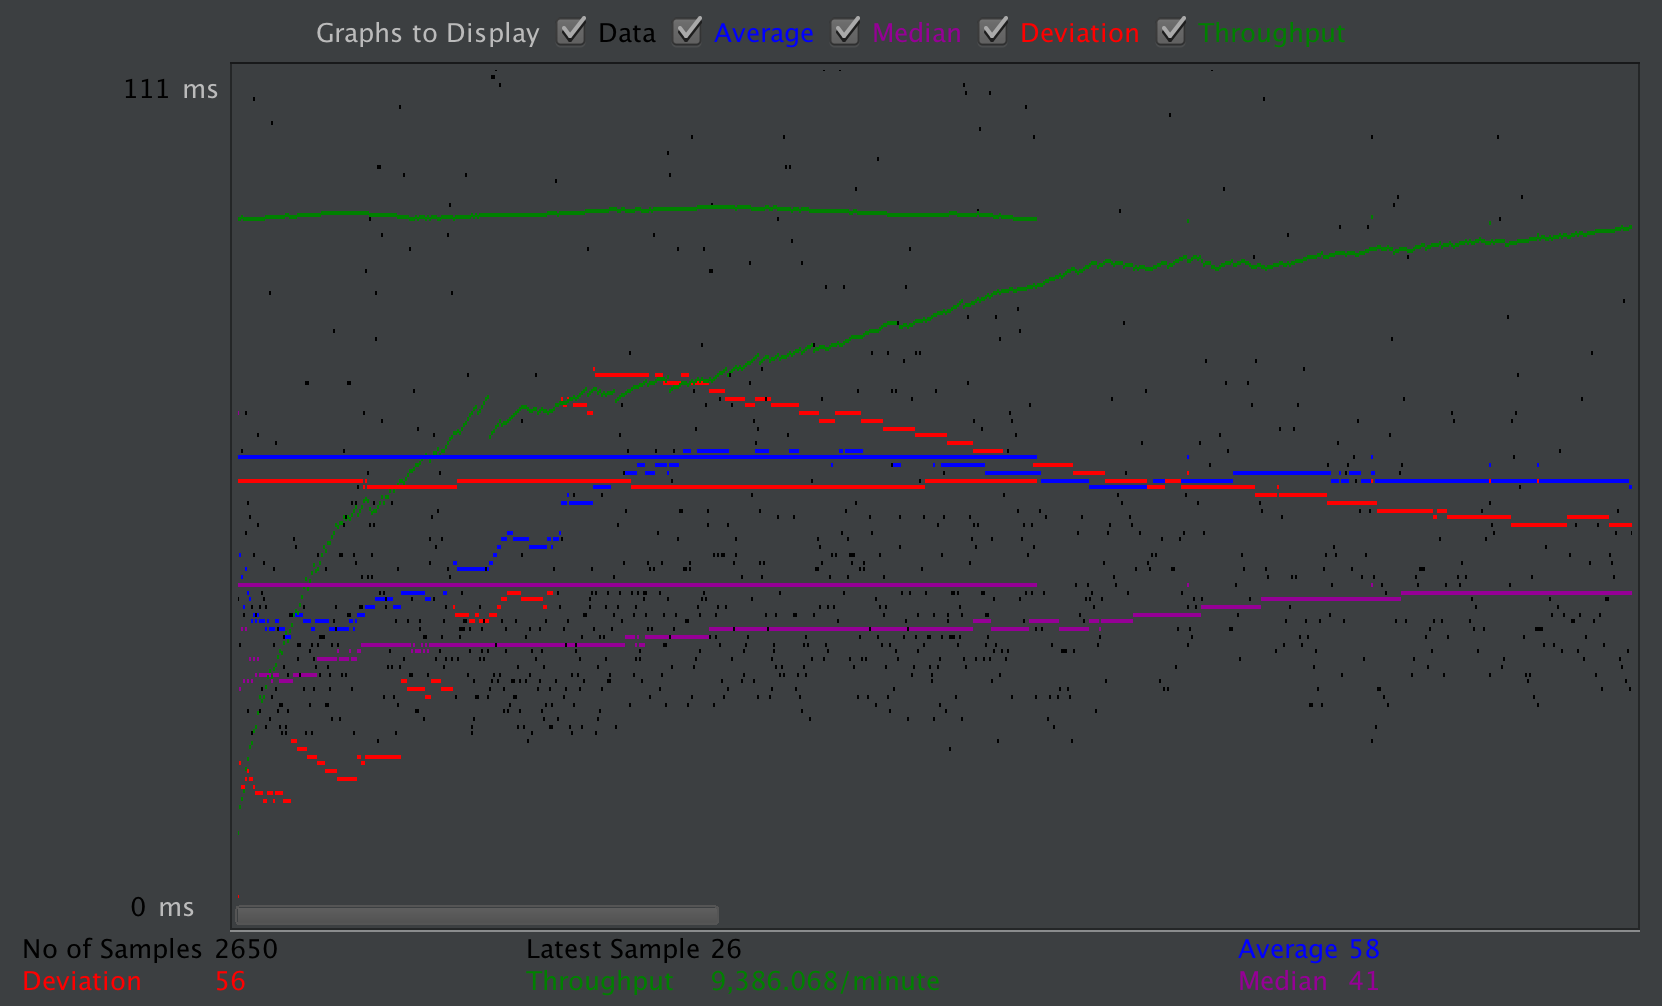 Graphs to Display Data Average Median Deviation Throughput
111 ms
0 ms
No of Samples 2650 Latest Sample 26 Average 58
Deviation 56 Throughput 9,386.068/minute Median 41